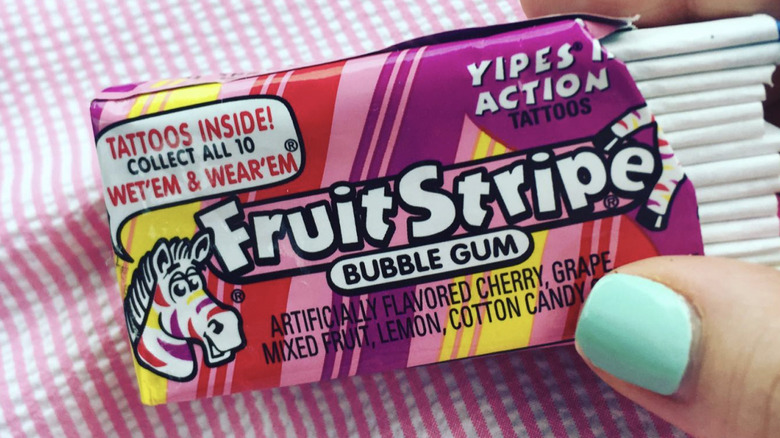 YIPES®
ACTION
TATTOOS
TATTOOS INSIDE!
COLLECT ALL 10
WET'EM & WEAR'EM®
Fruit Stripe®
BUBBLE GUM
®
ARTIFICIALLY FLAVORED CHERRY, GRAPE,
MIXED FRUIT, LEMON, COTTON CANDY